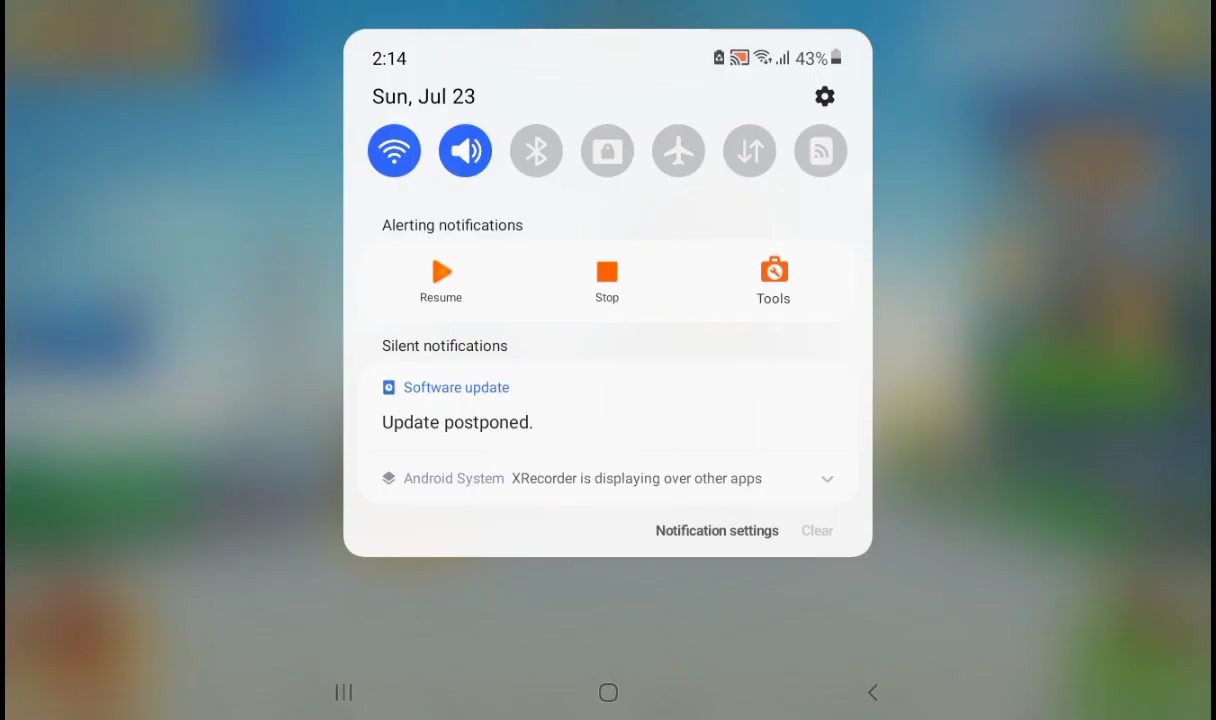 2:14 43%
Sun, Jul 23
Alerting notifications
Resume Stop Tools
Silent notifications
Software update
Update postponed.
Android System XRecorder is displaying over other apps
Notification settings Clear